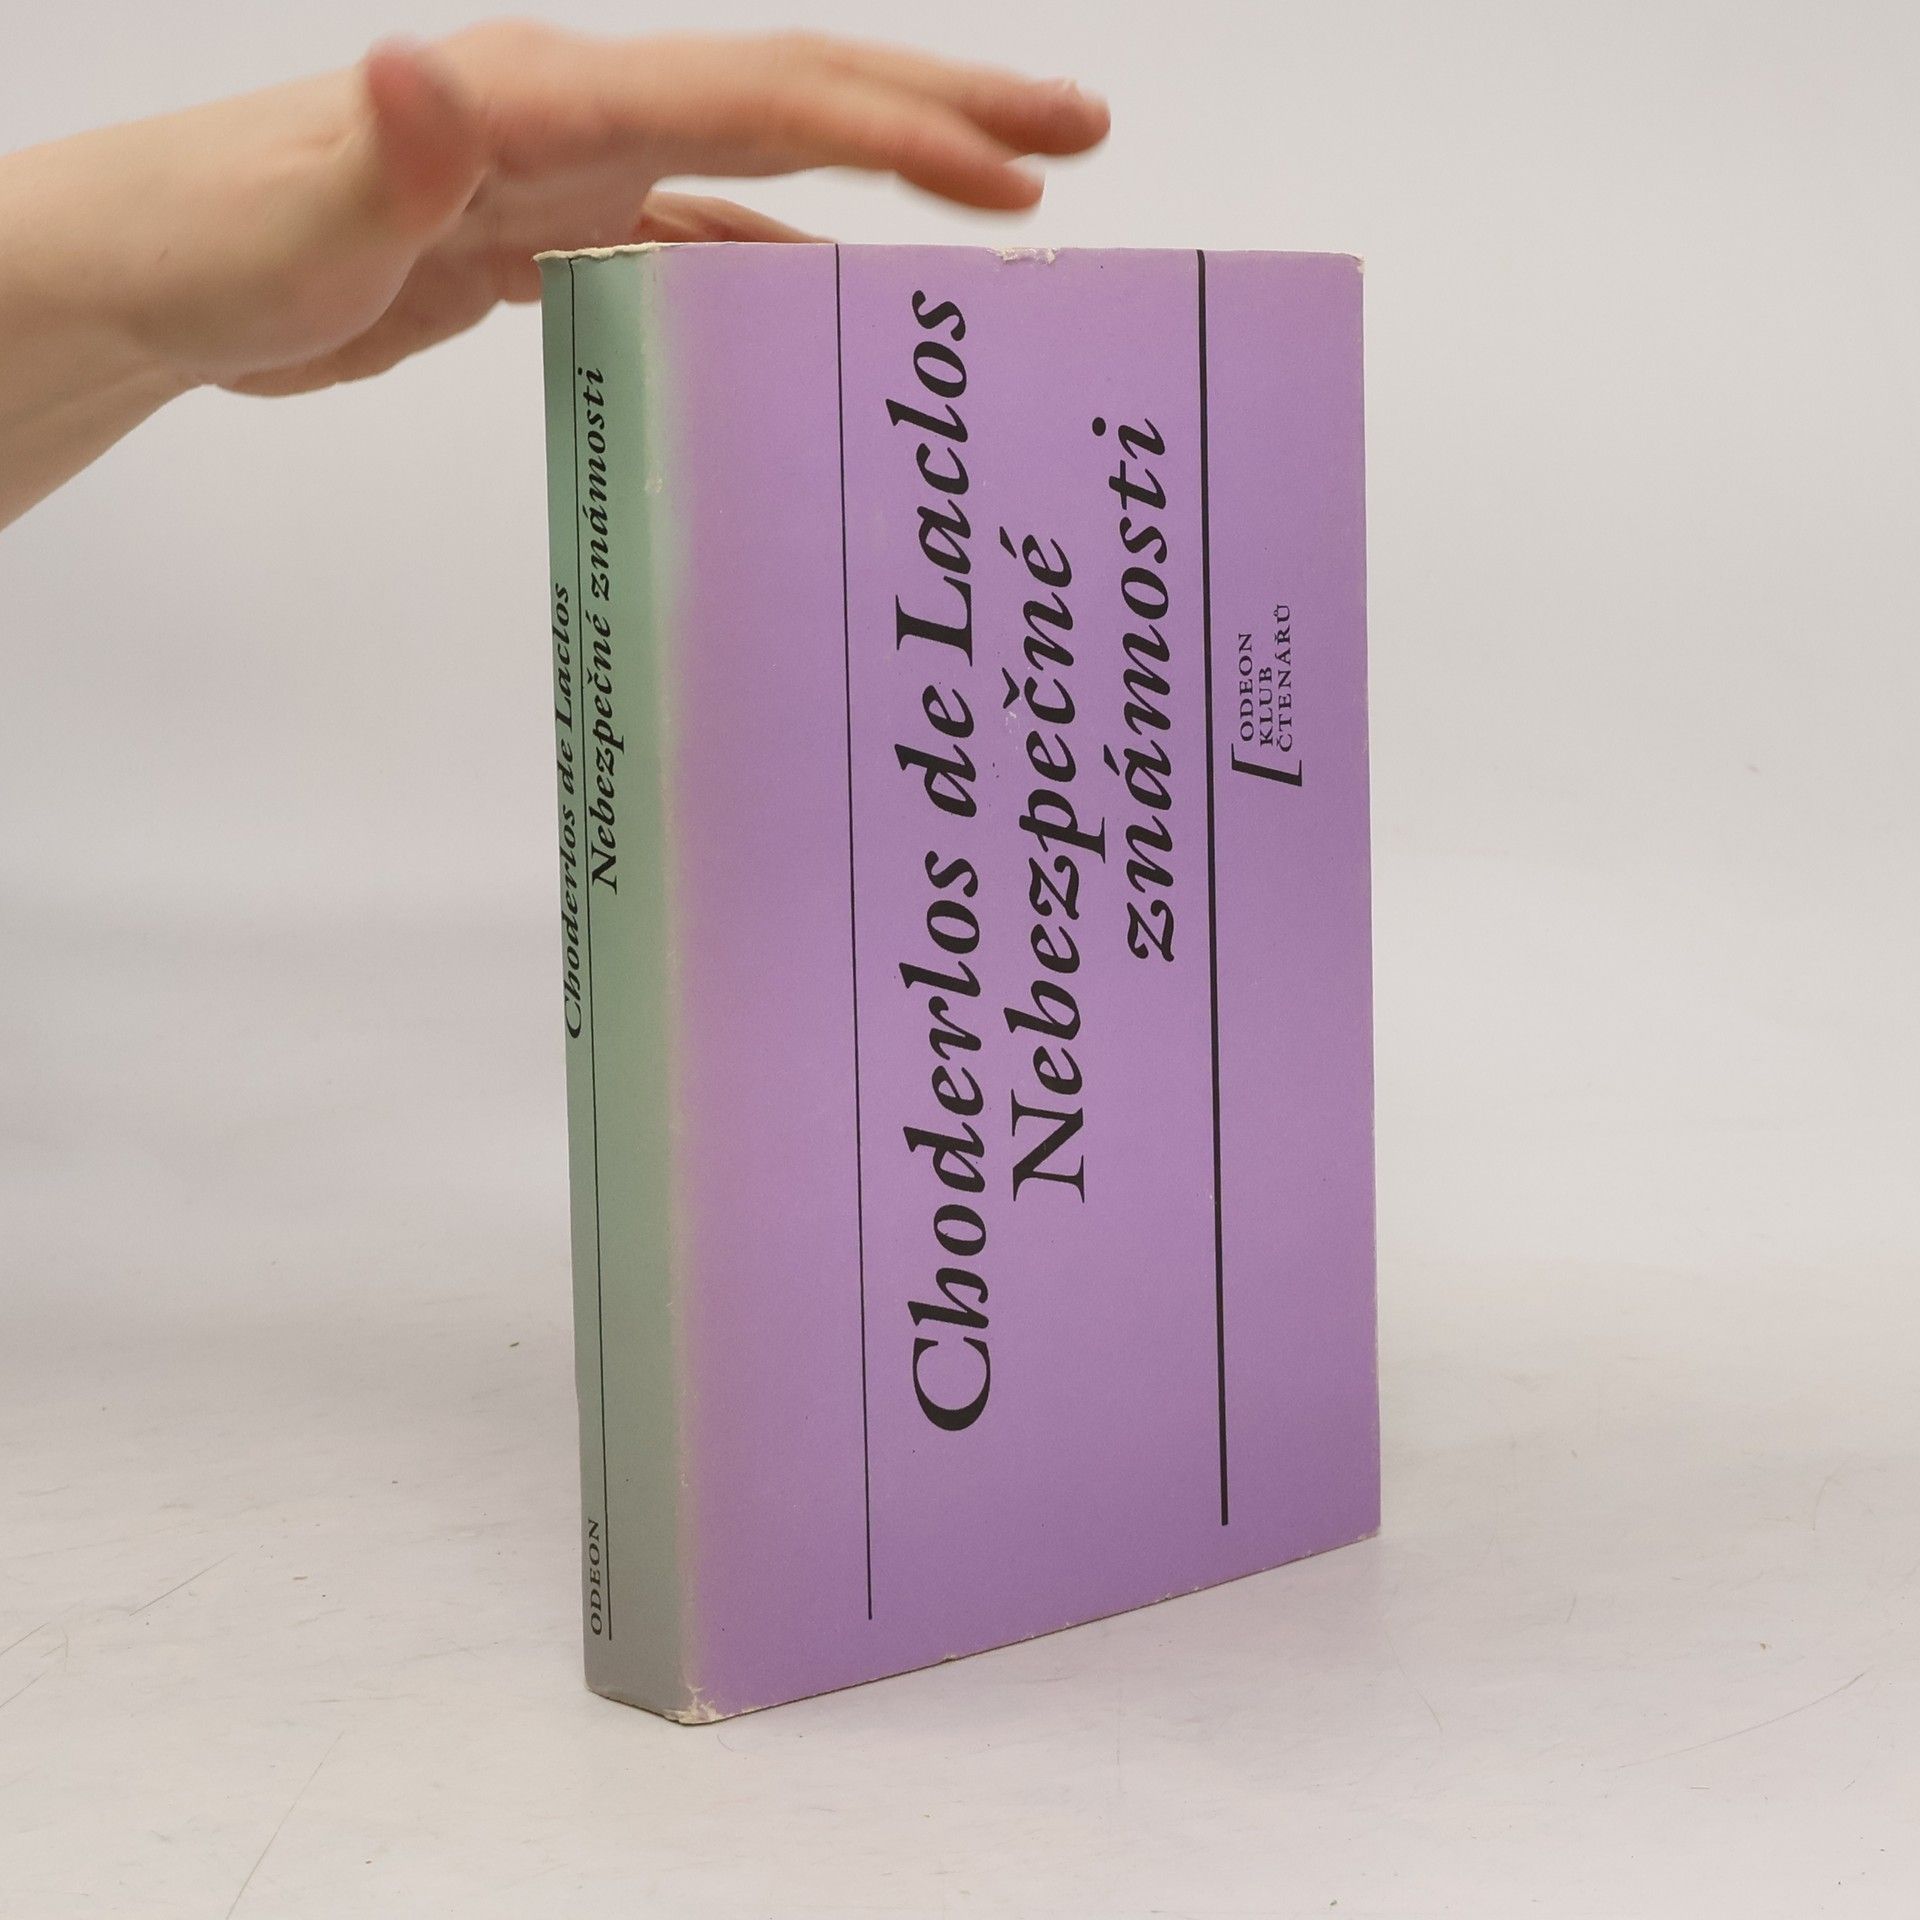 Choderlos de Laclos
Nebezpečné známosti
ODEON
Choderlos de Laclos
Nebezpečné
známosti
ODEON
KLUB
ČTENÁŘŮ